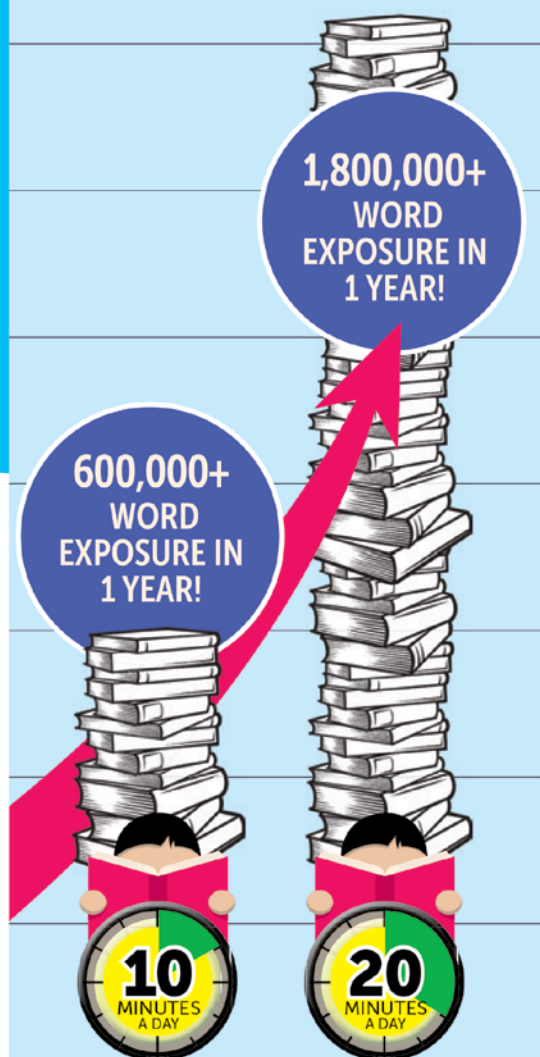 1,800,000+
WORD
EXPOSURE IN
1 YEAR!
600,000+
WORD
EXPOSURE IN
1 YEAR!
10
MINUTES
A DAY
20
MINUTES
A DAY